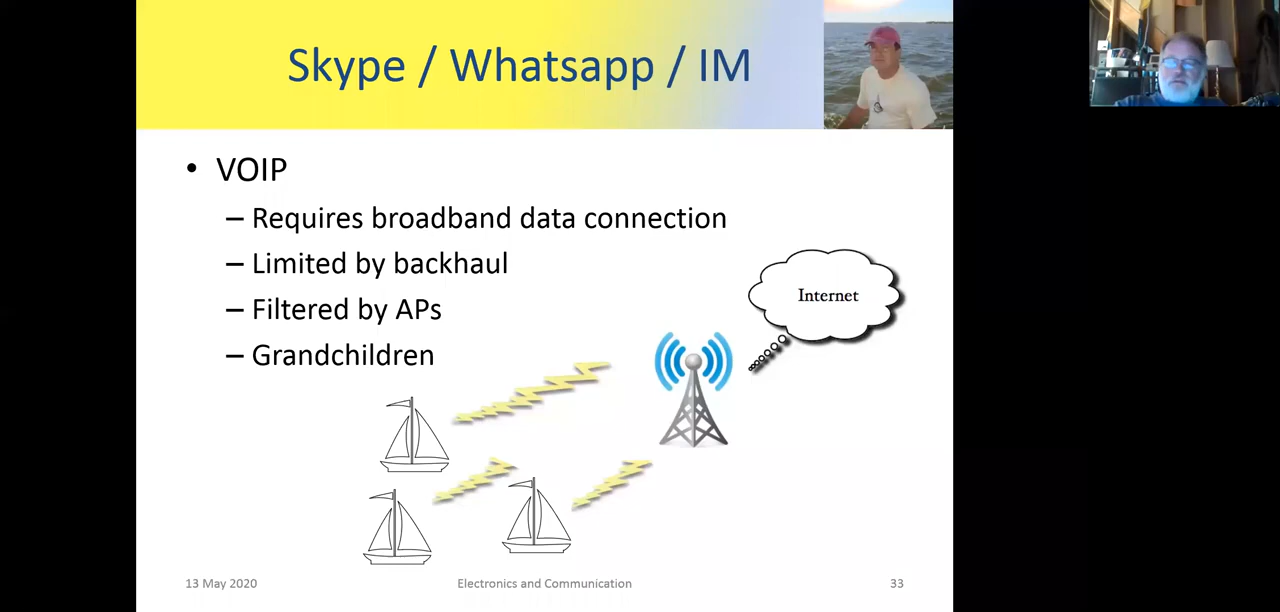 Skype / Whatsapp / IM
• VOIP
– Requires broadband data connection
– Limited by backhaul
– Filtered by APs
– Grandchildren
Internet
13 May 2020
Electronics and Communication
33